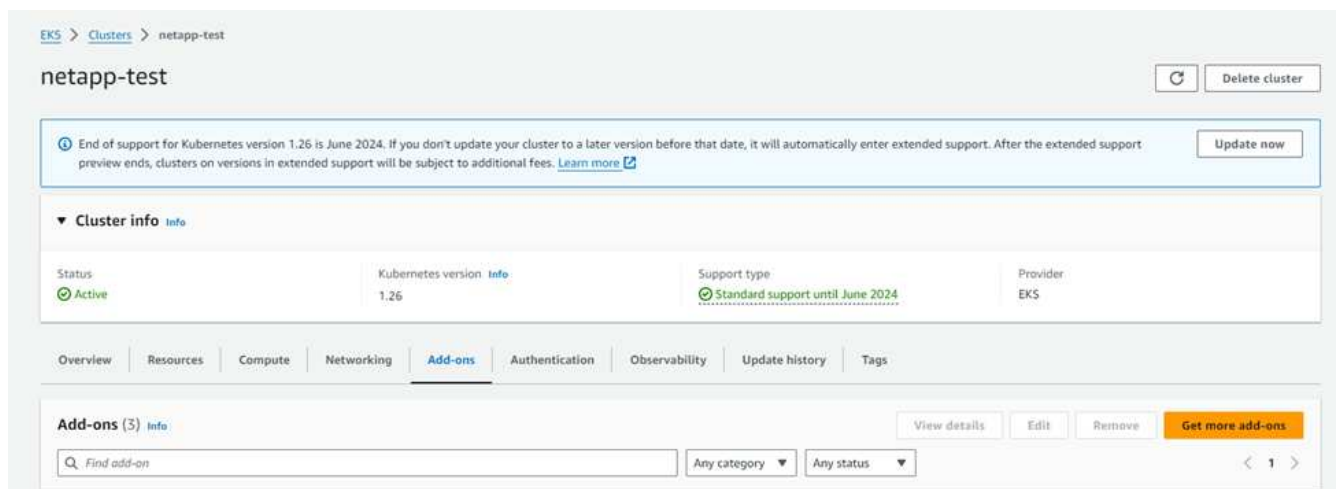 EKS > Clusters > netapp-test
netapp-test
Delete cluster
End of support for Kubernetes version 1.26 is June 2024. If you don't update your cluster to a later version before that date, it will automatically enter extended support. After the extended support
preview ends, clusters on versions in extended support will be subject to additional fees. Learn more
Update now
Cluster info Info
Status
Active
Kubernetes version Info
1.26
Support type
Standard support until June 2024
Provider
EKS
Overview Resources Compute Networking Add-ons Authentication Observability Update history Tags
Add-ons (3) Info
View details Edit Remove Get more add-ons
Find add-on Any category Any status < 1 >